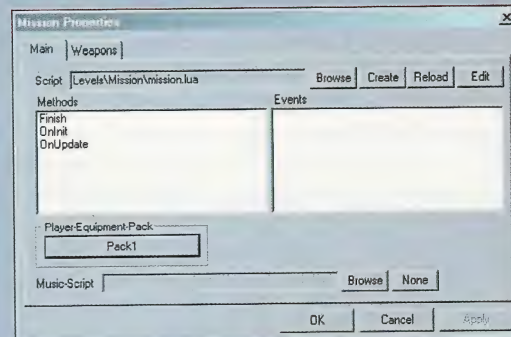 Mission Properties
Main Weapons
Script Levels\Mission\mission.lua Browse Create Reload Edit
Methods Events
Finish
OnInit
OnUpdate
Player-Equipment-Pack
Pack1
Music-Script Browse None
OK Cancel Apply